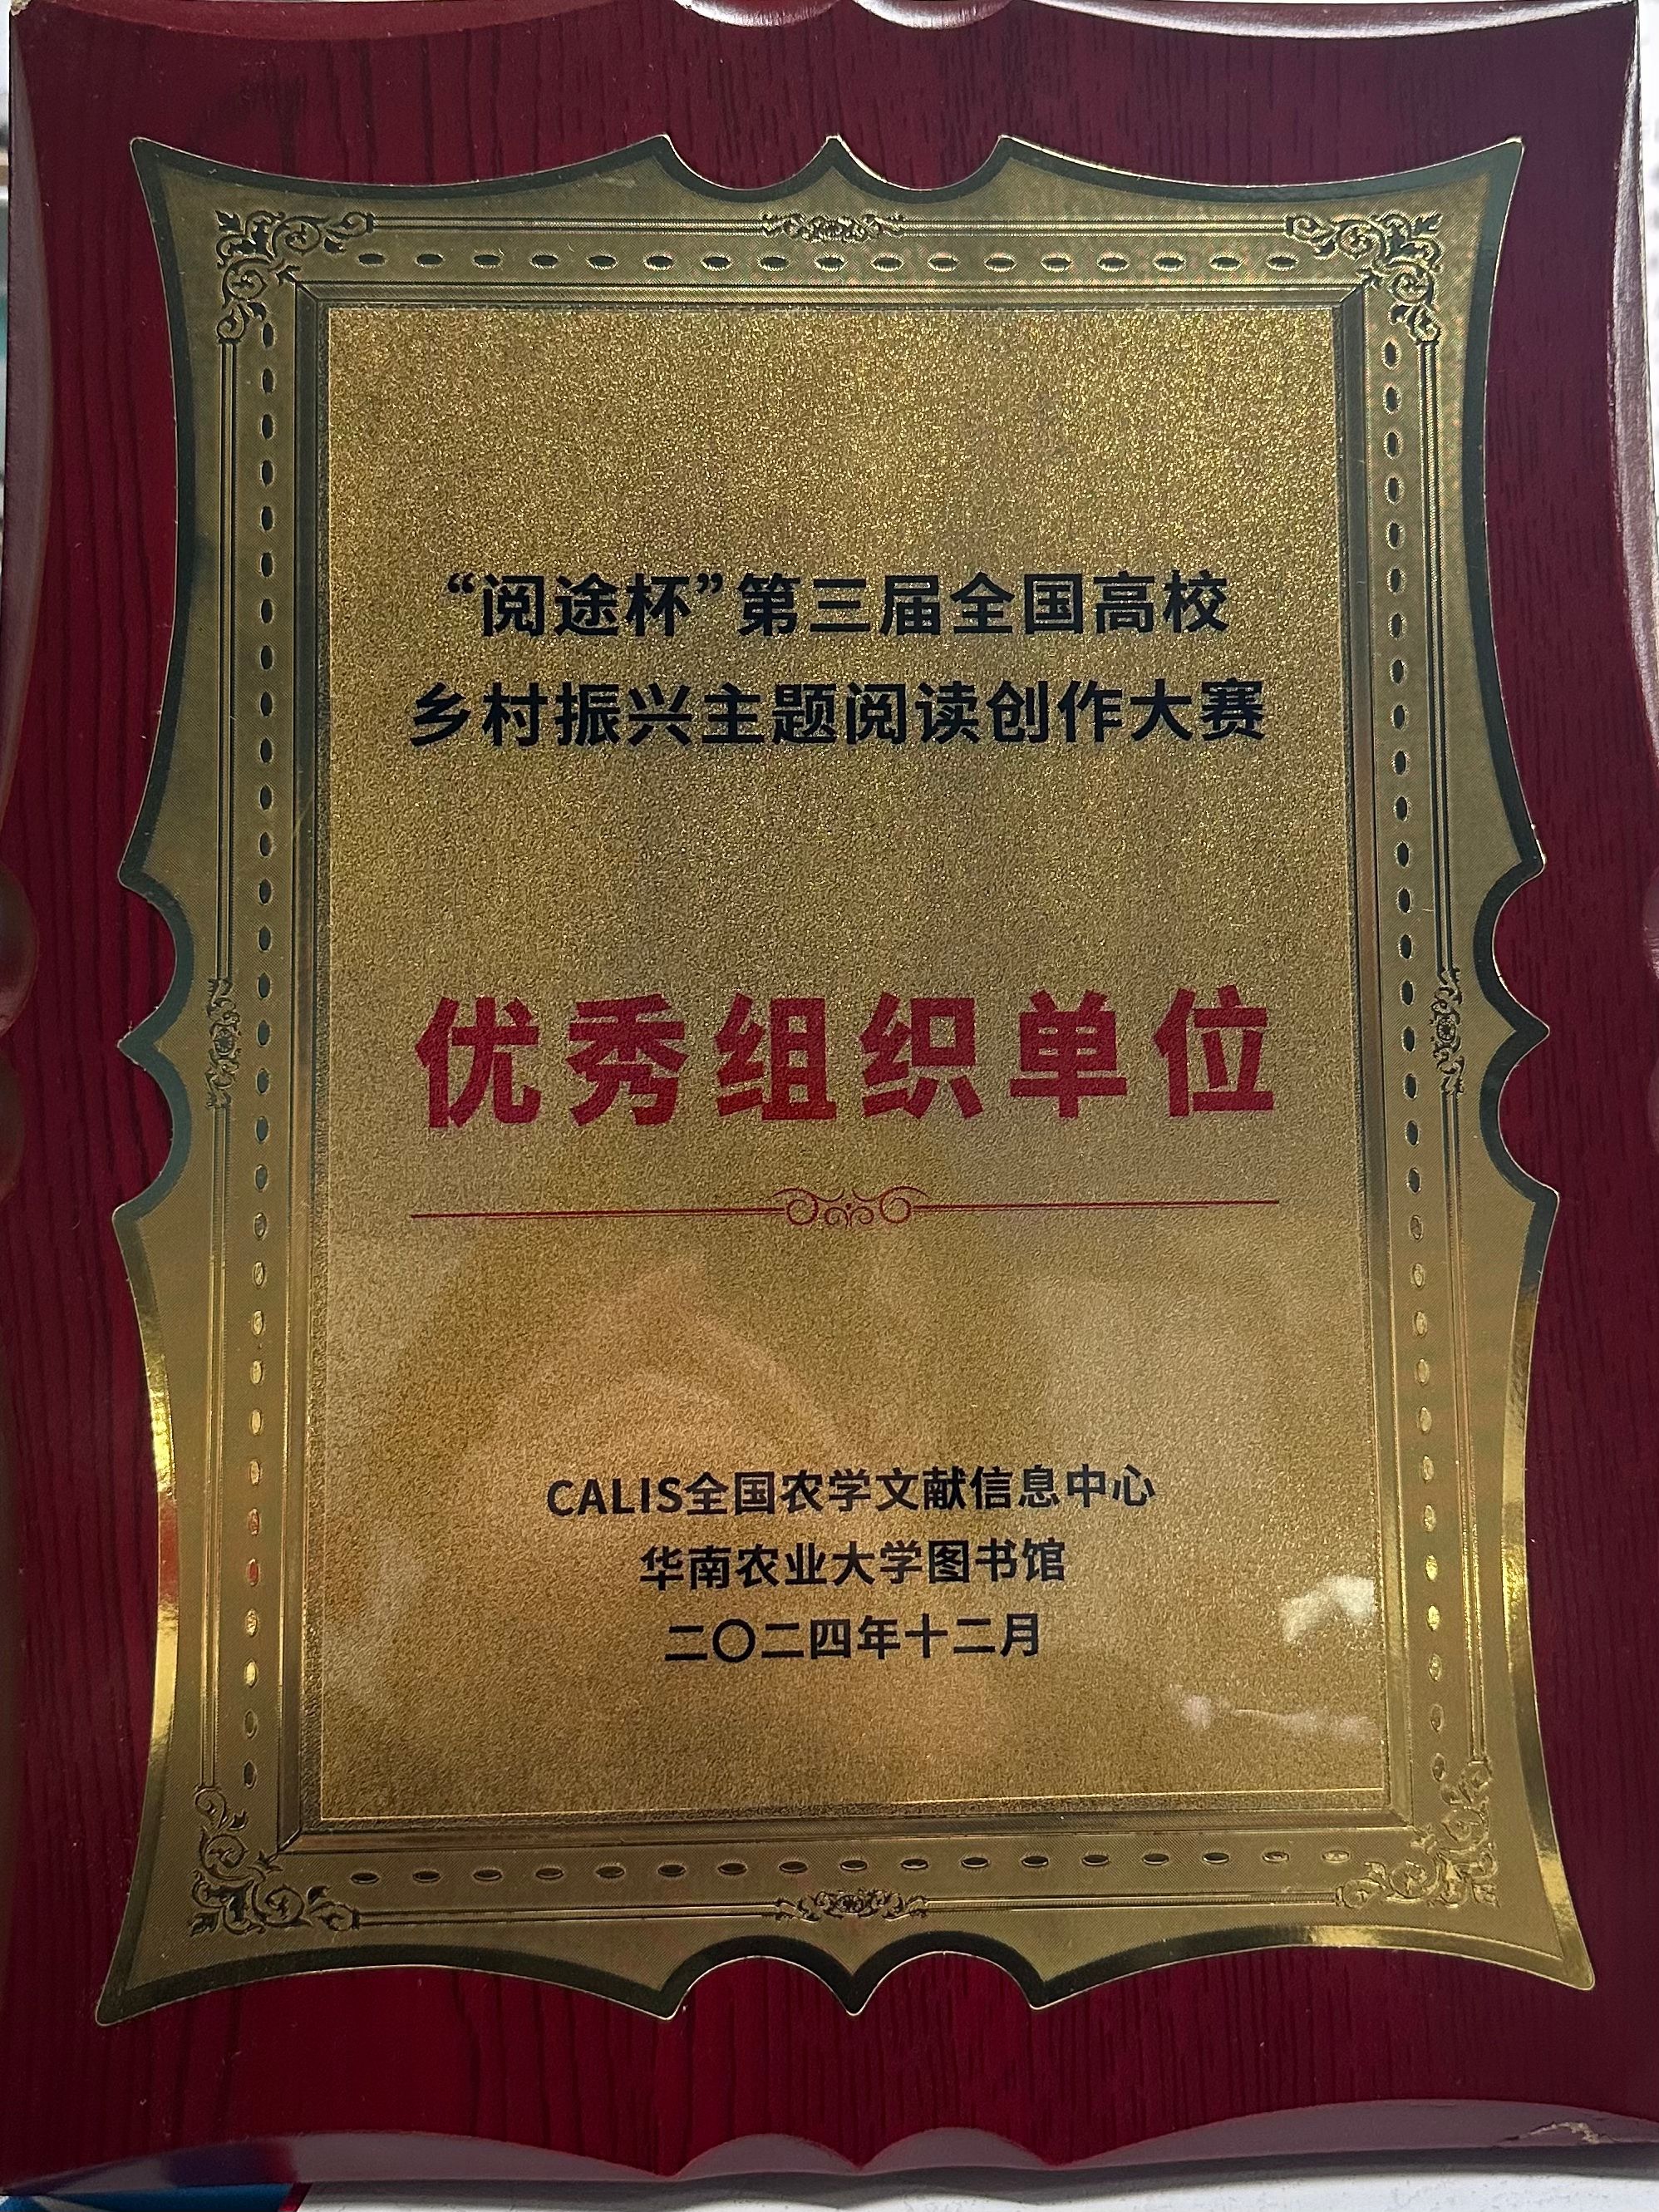 “阅途杯”第三届全国高校
乡村振兴主题阅读创作大赛
优秀组织单位
CALIS全国农学文献信息中心
华南农业大学图书馆
二〇二四年十二月